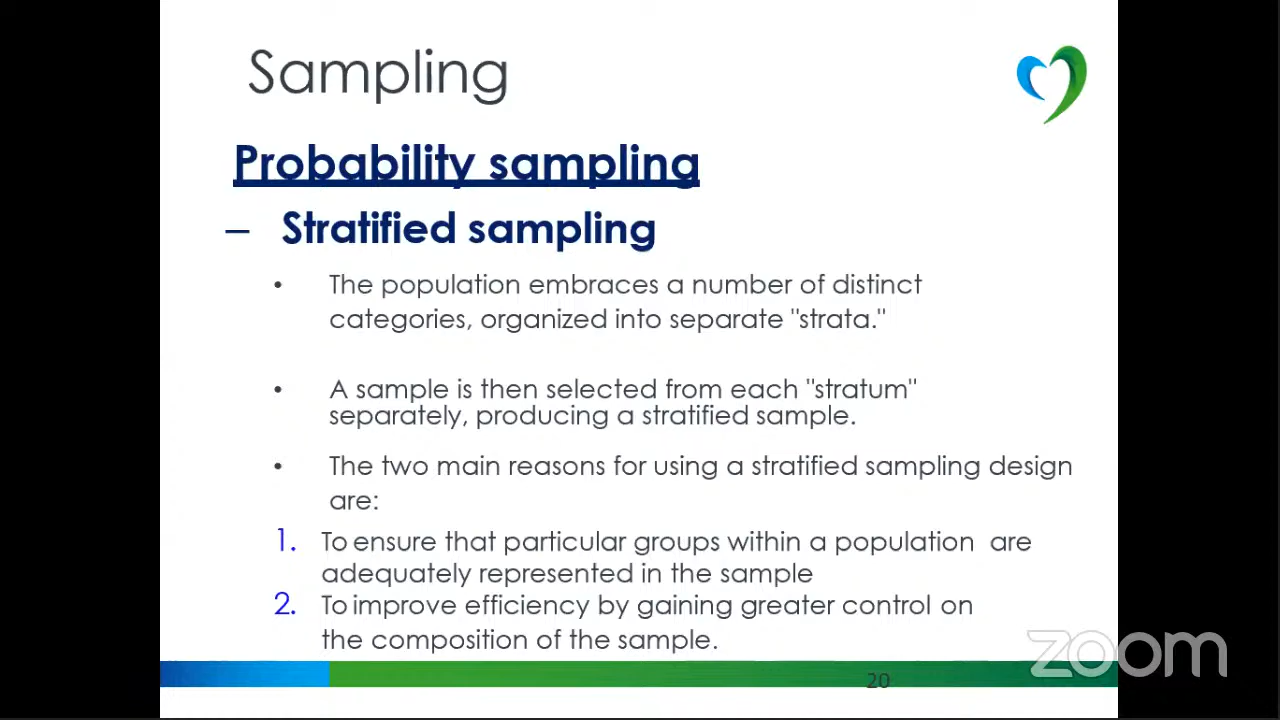 Sampling
Probability sampling
– Stratified sampling
• The population embraces a number of distinct
categories, organized into separate "strata."
• A sample is then selected from each "stratum"
separately, producing a stratified sample.
• The two main reasons for using a stratified sampling design
are:
1. To ensure that particular groups within a population are
adequately represented in the sample
2. To improve efficiency by gaining greater control on
the composition of the sample.
zoom
20